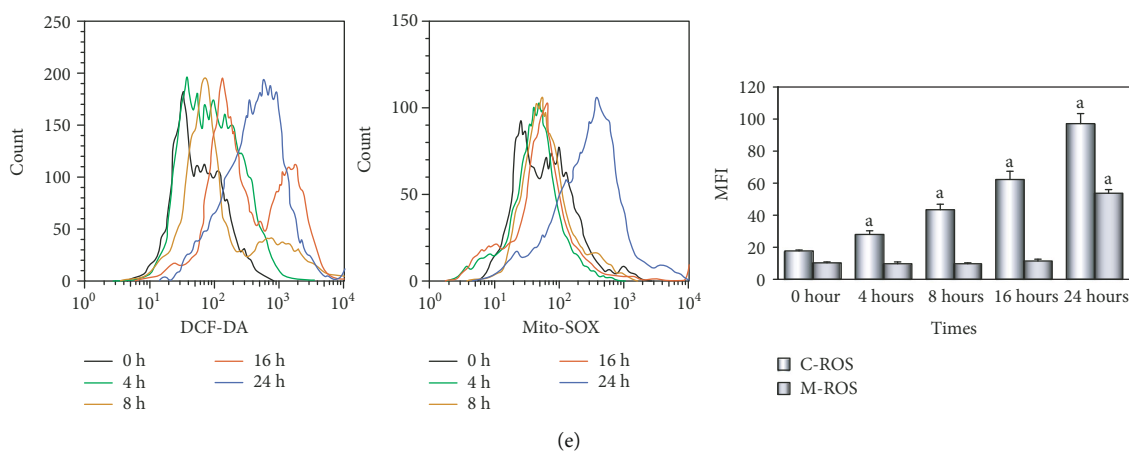 250
200
150
100
50
0
Count
10^0
10^1
10^2
10^3
10^4
DCF-DA
0 h
4 h
8 h
16 h
24 h
150
100
50
0
Count
10^0
10^1
10^2
10^3
10^4
Mito-SOX
0 h
4 h
8 h
16 h
24 h
120
100
80
60
40
20
0
MFI
a
a
a
a
a
0 hour
4 hours
8 hours
16 hours
24 hours
Times
C-ROS
M-ROS
(e)